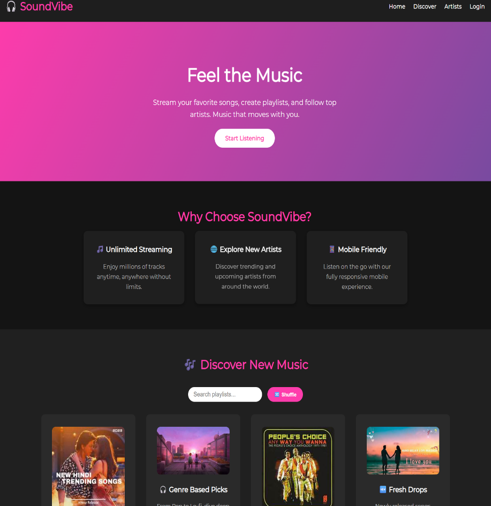 SoundVibe
Home Discover Artists Login
Feel the Music
Stream your favorite songs, create playlists, and follow top
artists. Music that moves with you.
Start Listening
Why Choose SoundVibe?
Unlimited Streaming
Enjoy millions of tracks
anytime, anywhere without
limits.
Explore New Artists
Discover trending and
upcoming artists from
around the world.
Mobile Friendly
Listen on the go with our
fully responsive mobile
experience.
Discover New Music
Search playlists...
Shuffle
NEW HINDI
TRENDING SONGS
Genre Based Picks
PEOPLE'S CHOICE
ANY WAY YOU WANNA
Fresh Drops